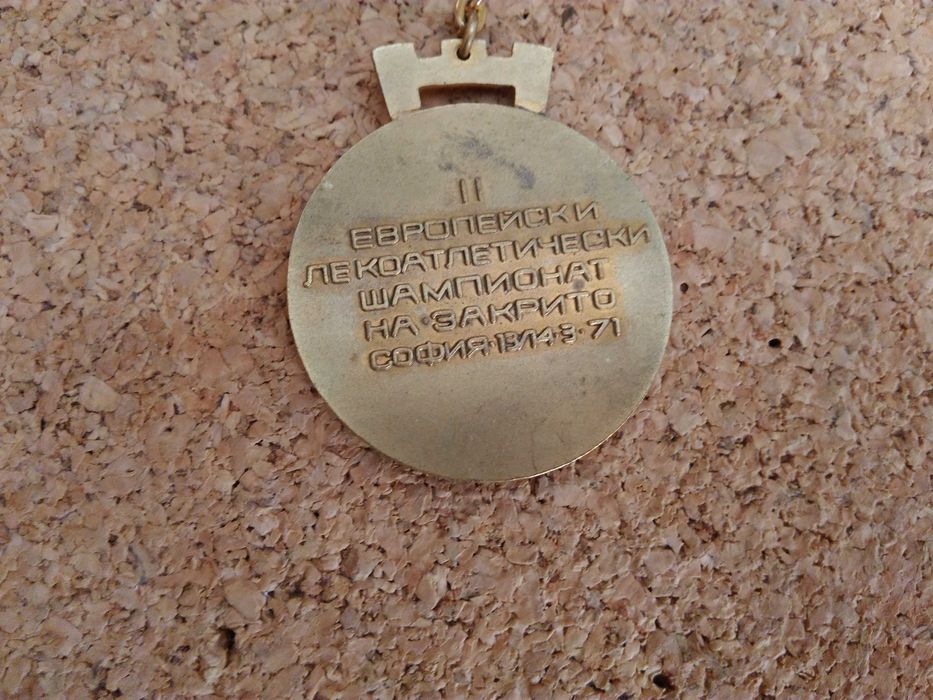 II
ЕВРОПЕЙСКИ
ЛЕКОАТЛЕТИЧЕСКИ
ШАМПИОНАТ
НА·ЗАКРИТО
СОФИЯ·13/14·3·71